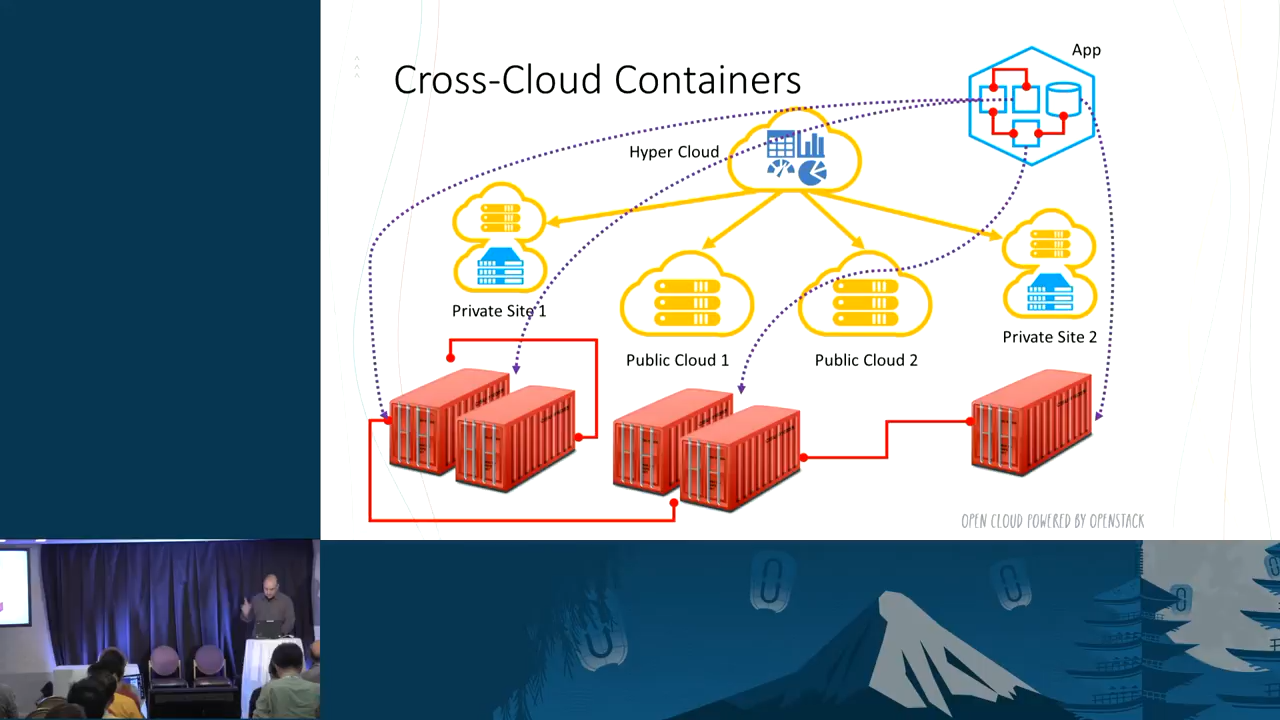 Cross-Cloud Containers
App
Hyper Cloud
Private Site 1
Public Cloud 1
Public Cloud 2
Private Site 2
OPEN CLOUD POWERED BY OPENSTACK